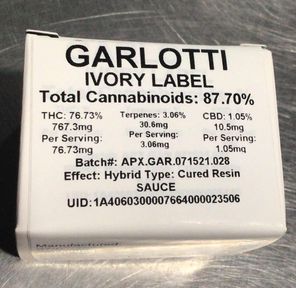 GARLOTTI
IVORY LABEL
Total Cannabinoids: 87.70%
THC: 76.73% Terpenes: 3.06% CBD: 1.05%
767.3mg 30.6mg 10.5mg
Per Serving: Per Serving: Per Serving:
76.73mg 3.06mg 1.05mg
Batch#: APX.GAR.071521.028
Effect: Hybrid Type: Cured Resin
SAUCE
UID:1A4060300007664000023506